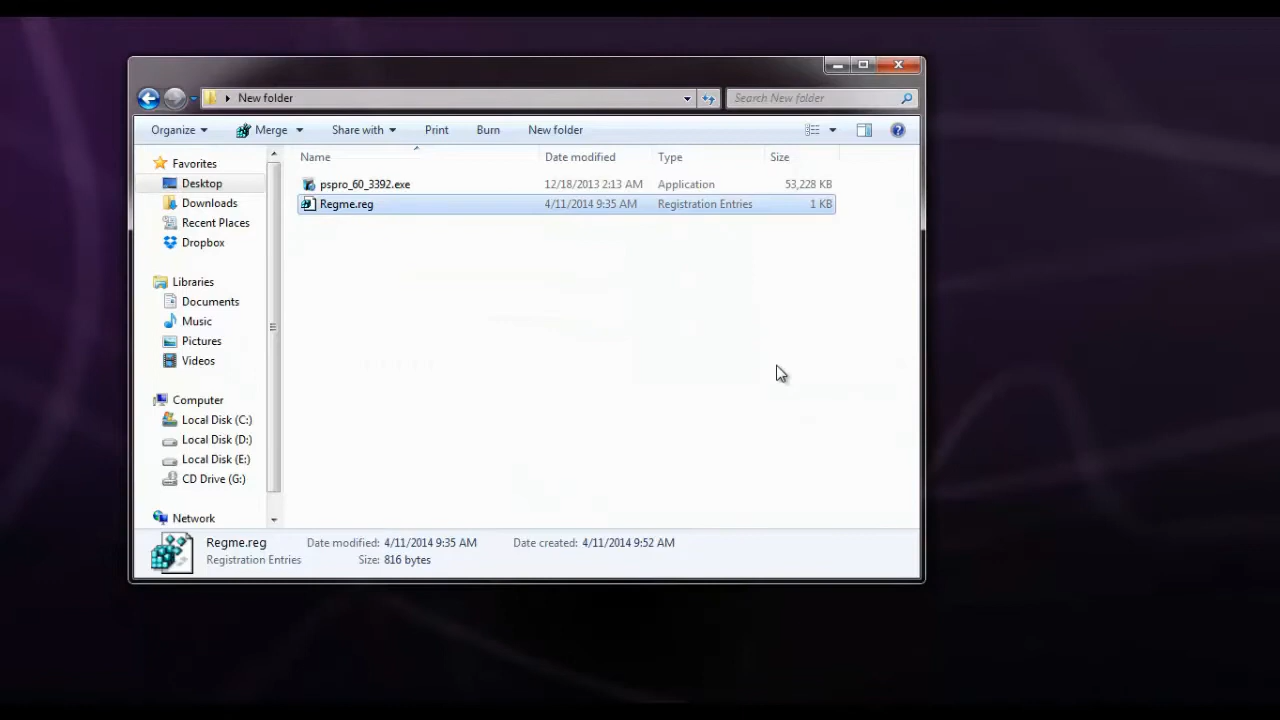 New folder
Search New folder
Organize Merge Share with Print Burn New folder
Name Date modified Type Size
Favorites
Desktop
Downloads
Recent Places
Dropbox
Libraries
Documents
Music
Pictures
Videos
Computer
Local Disk (C:)
Local Disk (D:)
Local Disk (E:)
CD Drive (G:)
Network
pspro_60_3392.exe 12/18/2013 2:13 AM Application 53,228 KB
Regme.reg 4/11/2014 9:35 AM Registration Entries 1 KB
Regme.reg Date modified: 4/11/2014 9:35 AM Date created: 4/11/2014 9:52 AM
Registration Entries Size: 816 bytes